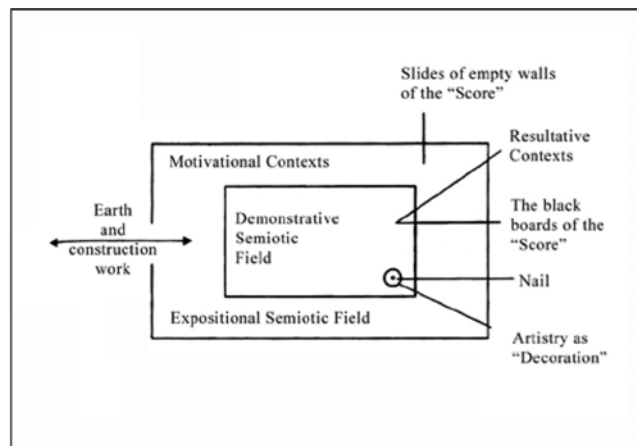 Slides of empty walls
of the “Score”
Motivational Contexts
Resultative
Contexts
Earth
and
construction
work
Demonstrative
Semiotic
Field
The black
boards of the
“Score”
Nail
Expositional Semiotic Field
Artistry as
“Decoration”